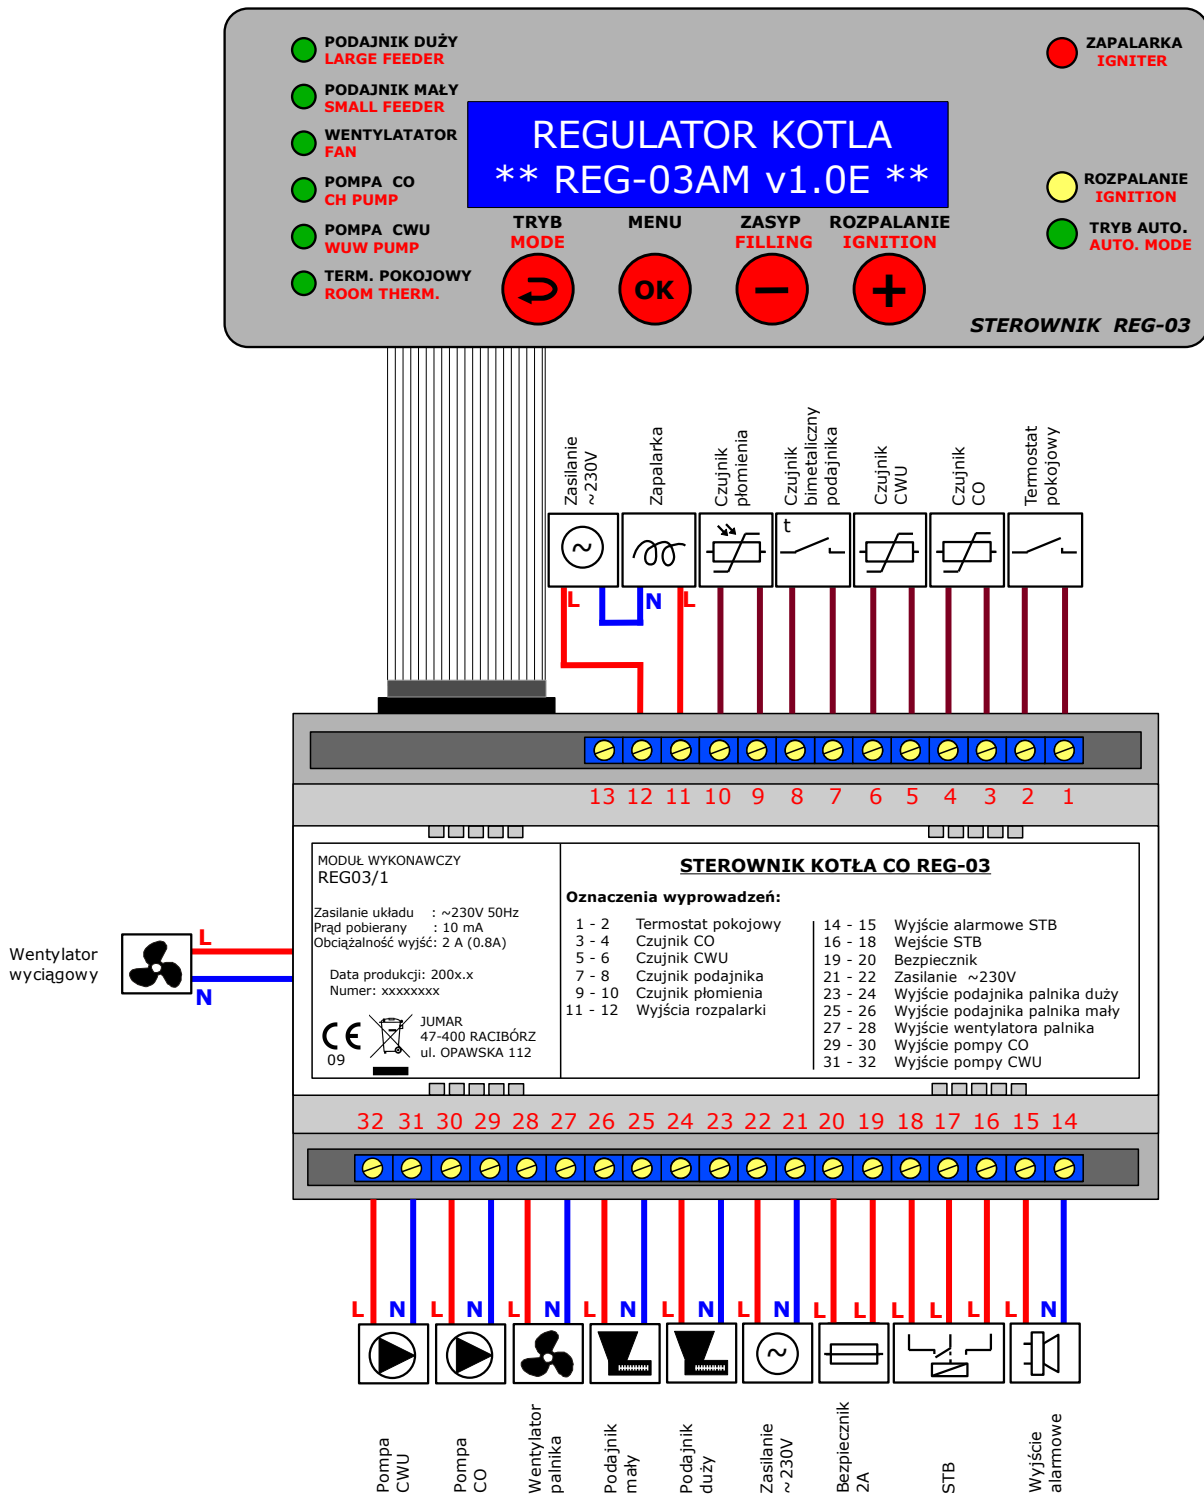 PODAJNIK DUŻY
LARGE FEEDER
PODAJNIK MAŁY
SMALL FEEDER
WENTYLATATOR
FAN
POMPA CO
CH PUMP
POMPA CWU
WUW PUMP
TERM. POKOJOWY
ROOM THERM.
REGULATOR KOTLA
** REG-03AM v1.0E **
TRYB
MODE
MENU
OK
ZASYP
FILLING
ROZPALANIE
IGNITION
ZAPALARKA
IGNITER
ROZPALANIE
IGNITION
TRYB AUTO.
AUTO. MODE
STEROWNIK REG-03
Zasilanie
~230V
Zapalarka
Czujnik
płomienia
Czujnik
bimetaliczny
podajnika
Czujnik
CWU
Czujnik
CO
Termostat
pokojowy
t
L
N
L
13 12 11 10 9 8 7 6 5 4 3 2 1
MODUŁ WYKONAWCZY
REG03/1
Zasilanie układu : ~230V 50Hz
Prąd pobierany : 10 mA
Obciążalność wyjść: 2 A (0.8A)
Data produkcji: 200x.x
Numer: xxxxxxxx
CE
09
JUMAR
47-400 RACIBÓRZ
ul. OPAWSKA 112
STEROWNIK KOTŁA CO REG-03
Oznaczenia wyprowadzeń:
1 - 2 Termostat pokojowy
3 - 4 Czujnik CO
5 - 6 Czujnik CWU
7 - 8 Czujnik podajnika
9 - 10 Czujnik płomienia
11 - 12 Wyjścia rozpalarki
14 - 15 Wyjście alarmowe STB
16 - 18 Wejście STB
19 - 20 Bezpiecznik
21 - 22 Zasilanie ~230V
23 - 24 Wyjście podajnika palnika duży
25 - 26 Wyjście podajnika palnika mały
27 - 28 Wyjście wentylatora palnika
29 - 30 Wyjście pompy CO
31 - 32 Wyjście pompy CWU
Wentylator
wyciągowy
L
N
32 31 30 29 28 27 26 25 24 23 22 21 20 19 18 17 16 15 14
L N L N L N L N L N L N L L L L L L N
Pompa
CWU
Pompa
CO
Wentylator
palnika
Podajnik
mały
Podajnik
duży
Zasilanie
~230V
Bezpiecznik
2A
STB
Wyjście
alarmowe